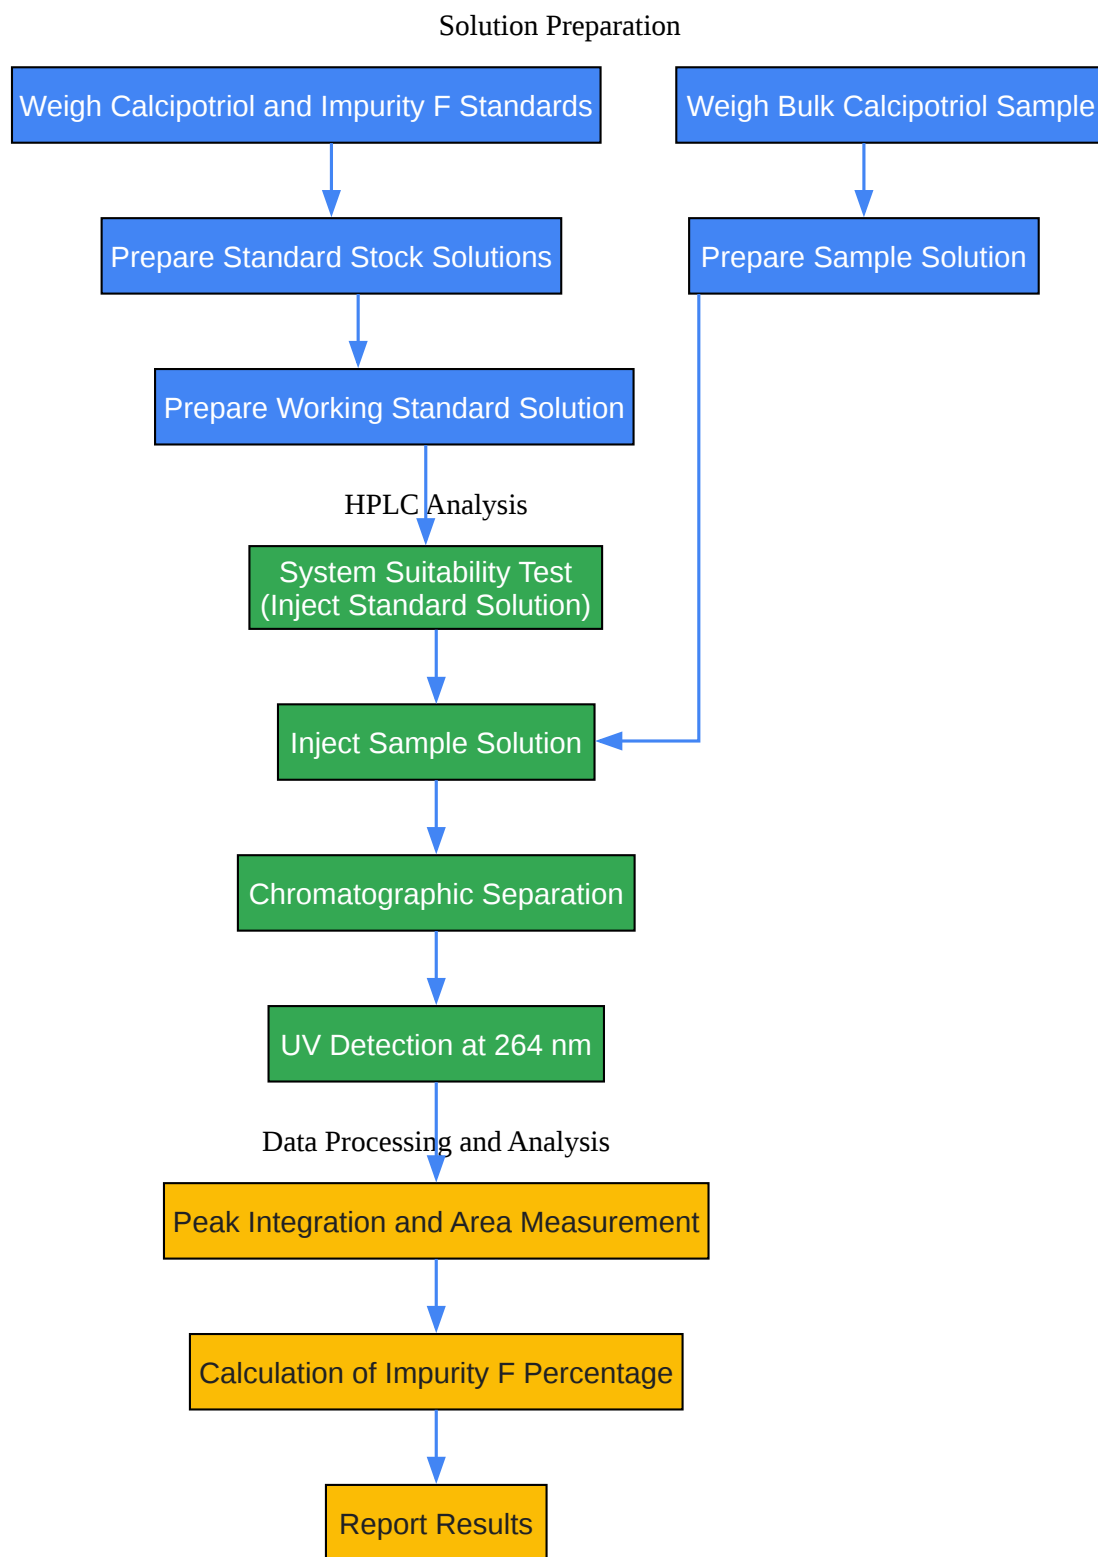 Solution Preparation
Weigh Calcipotriol and Impurity F Standards
Weigh Bulk Calcipotriol Sample
Prepare Standard Stock Solutions
Prepare Sample Solution
Prepare Working Standard Solution
HPLC Analysis
System Suitability Test
(Inject Standard Solution)
Inject Sample Solution
Chromatographic Separation
UV Detection at 264 nm
Data Processing and Analysis
Peak Integration and Area Measurement
Calculation of Impurity F Percentage
Report Results